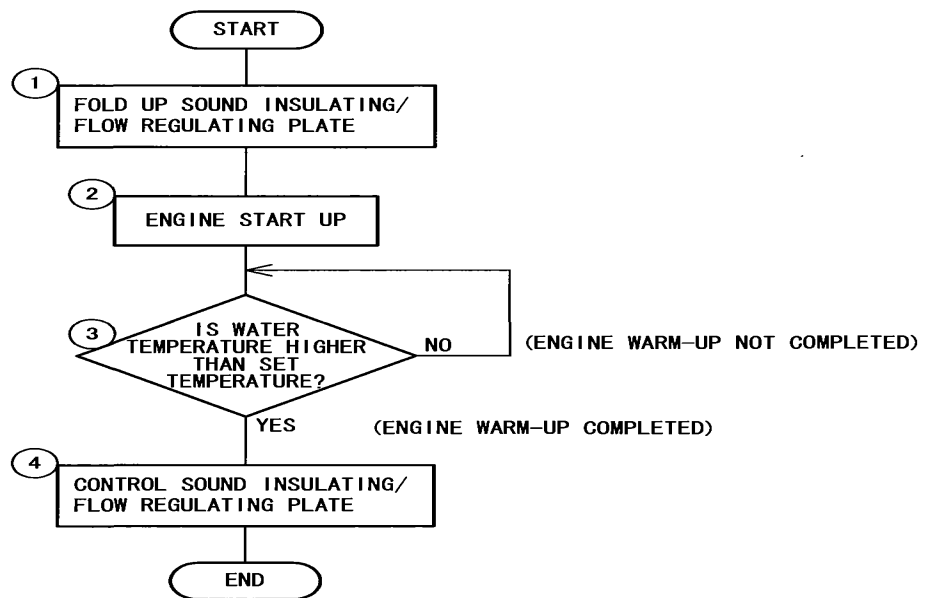 START
1
FOLD UP SOUND INSULATING/
FLOW REGULATING PLATE
2
ENGINE START UP
3
IS WATER
TEMPERATURE HIGHER
THAN SET
TEMPERATURE?
NO
(ENGINE WARM-UP NOT COMPLETED)
YES
(ENGINE WARM-UP COMPLETED)
4
CONTROL SOUND INSULATING/
FLOW REGULATING PLATE
END